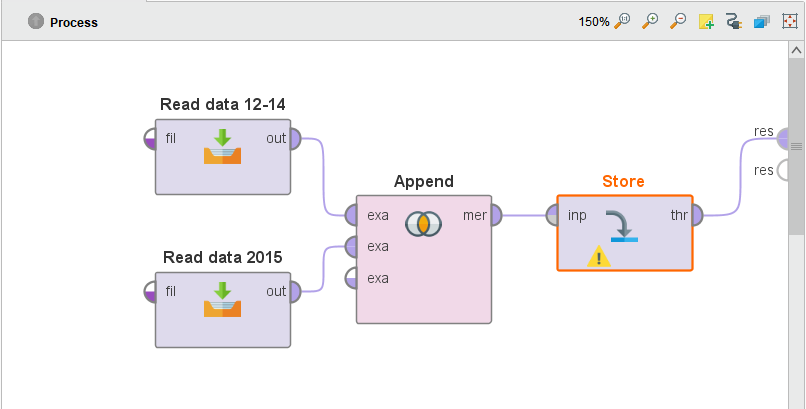 Process
150%
Read data 12-14
fil
out
res
res
Append
Store
exa
mer
inp
thr
exa
Read data 2015
exa
fil
out